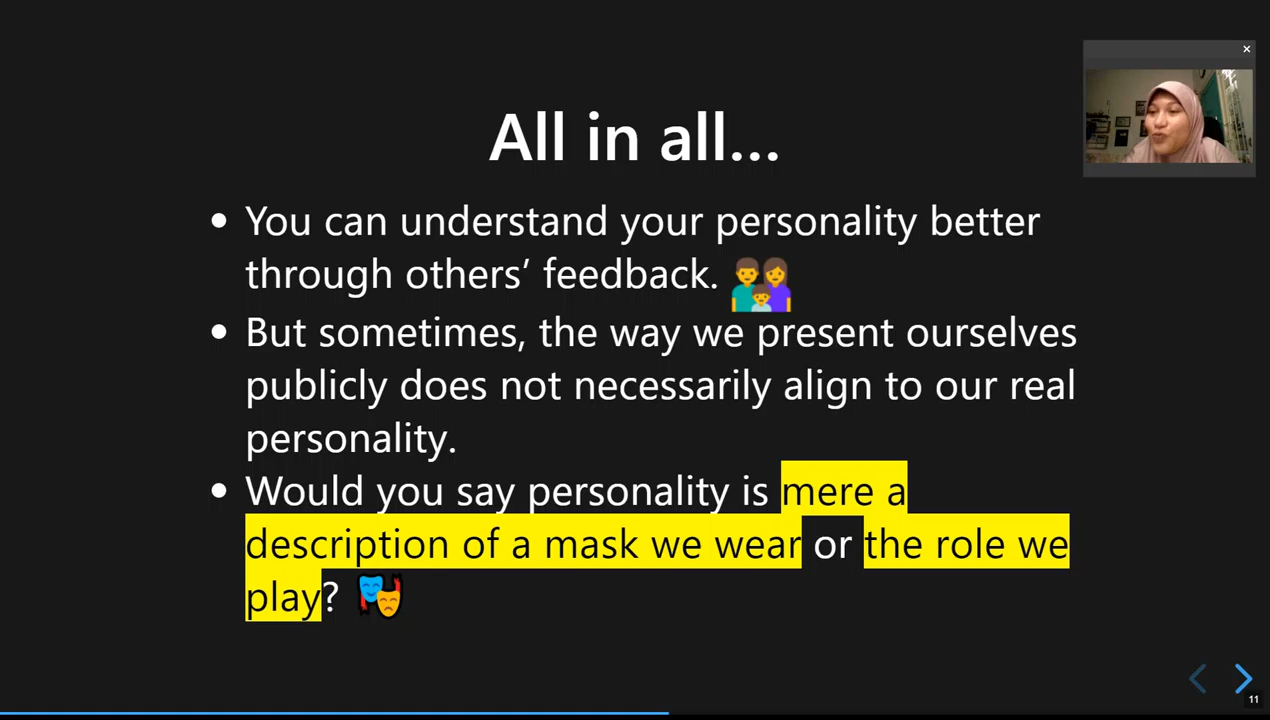 All in all...
• You can understand your personality better
through others’ feedback.
• But sometimes, the way we present ourselves
publicly does not necessarily align to our real
personality.
• Would you say personality is mere a
description of a mask we wear or the role we
play?
11